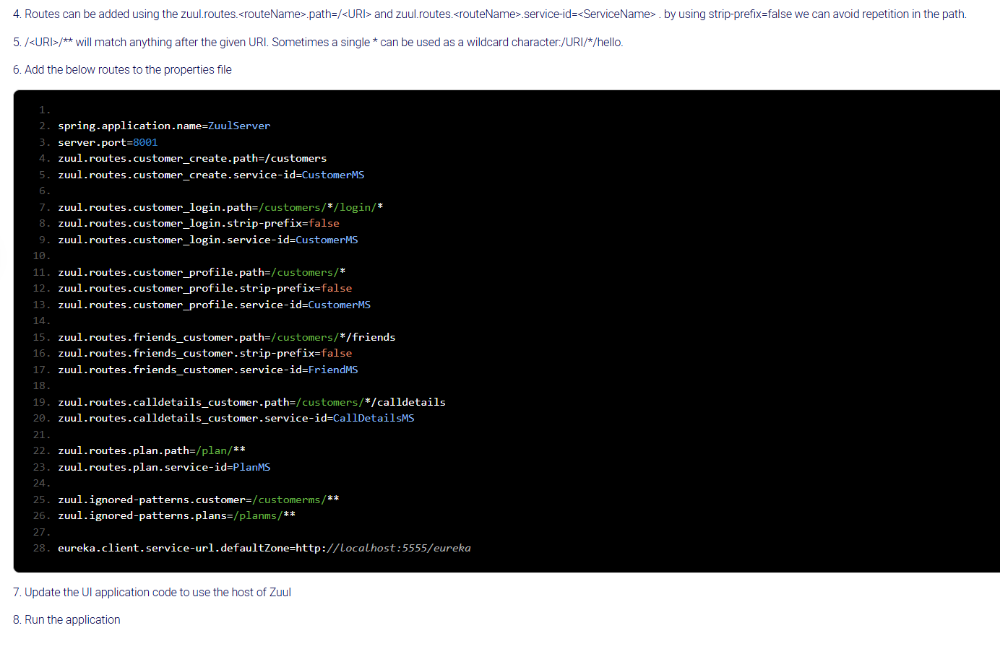 4. Routes can be added using the zuul.routes.<routeName>.path=/<URI> and zuul.routes.<routeName>.service-id=<ServiceName> . by using strip-prefix=false we can avoid repetition in the path.
5. /<URI>/** will match anything after the given URI. Sometimes a single * can be used as a wildcard character:/URI/*/hello.
6. Add the below routes to the properties file
1.
2. spring.application.name=ZuulServer
3. server.port=8001
4. zuul.routes.customer_create.path=/customers
5. zuul.routes.customer_create.service-id=CustomerMS
6.
7. zuul.routes.customer_login.path=/customers/*/login/*
8. zuul.routes.customer_login.strip-prefix=false
9. zuul.routes.customer_login.service-id=CustomerMS
10.
11. zuul.routes.customer_profile.path=/customers/*
12. zuul.routes.customer_profile.strip-prefix=false
13. zuul.routes.customer_profile.service-id=CustomerMS
14.
15. zuul.routes.friends_customer.path=/customers/*/friends
16. zuul.routes.friends_customer.strip-prefix=false
17. zuul.routes.friends_customer.service-id=FriendMS
18.
19. zuul.routes.calldetails_customer.path=/customers/*/calldetails
20. zuul.routes.calldetails_customer.service-id=CallDetailsMS
21.
22. zuul.routes.plan.path=/plan/**
23. zuul.routes.plan.service-id=PlanMS
24.
25. zuul.ignored-patterns.customer=/customerms/**
26. zuul.ignored-patterns.plans=/planms/**
27.
28. eureka.client.service-url.defaultZone=http://localhost:5555/eureka
7. Update the UI application code to use the host of Zuul
8. Run the application